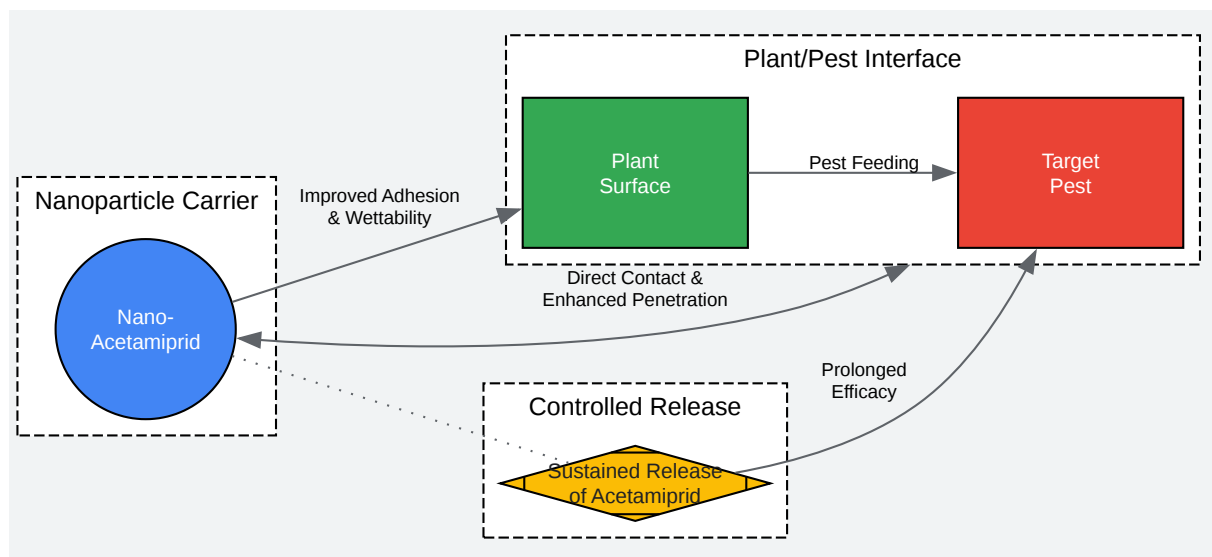 Plant/Pest Interface
Plant
Surface
Pest Feeding
Target
Pest
Nanoparticle Carrier
Improved Adhesion
& Wettability
Nano-
Acetamiprid
Direct Contact &
Enhanced Penetration
Prolonged
Efficacy
Controlled Release
Sustained Release
of Acetamiprid